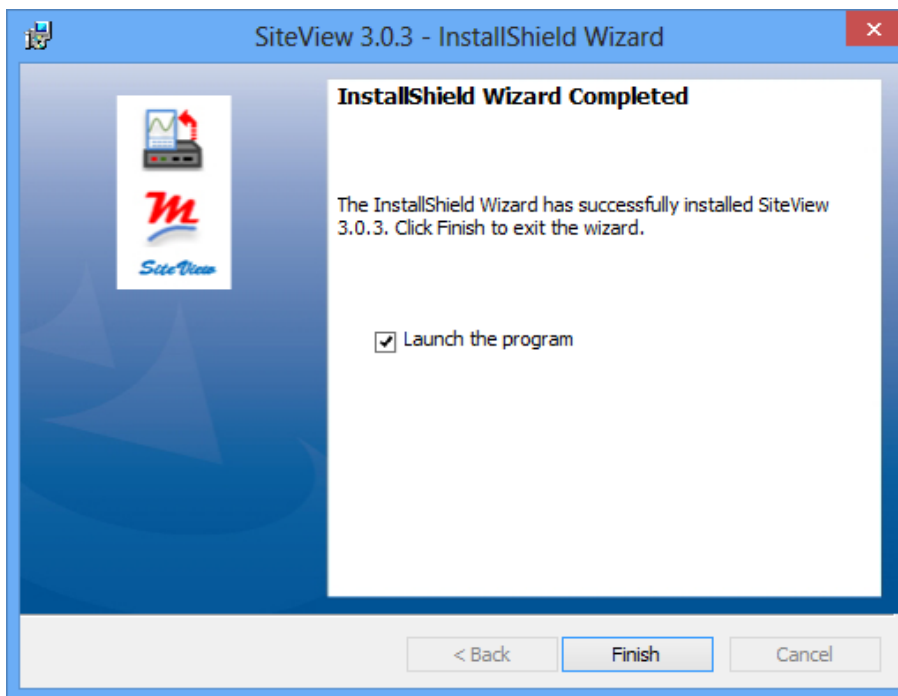 SiteView 3.0.3 - InstallShield Wizard
InstallShield Wizard Completed
m
SiteView
The InstallShield Wizard has successfully installed SiteView
3.0.3. Click Finish to exit the wizard.
Launch the program
< Back
Finish
Cancel